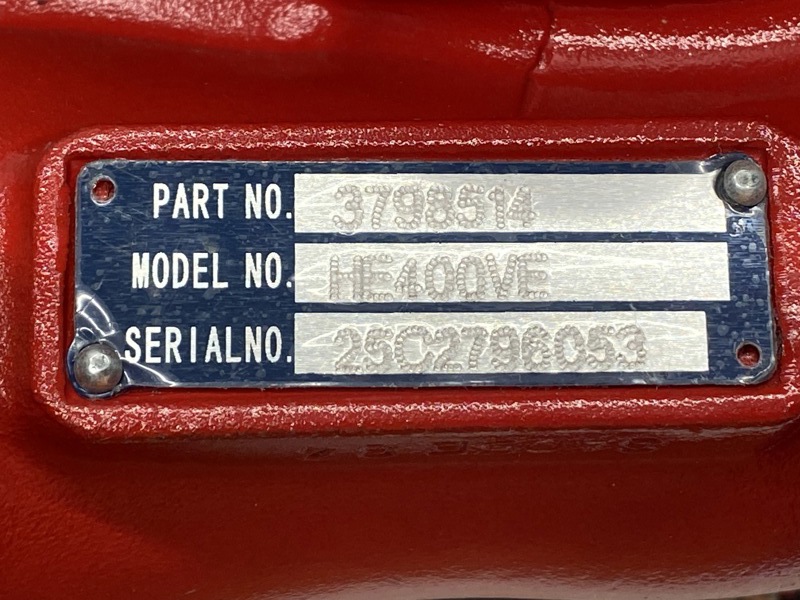 PART NO. 3798514
MODEL NO. HE400VE
SERIALNO. 25C2796053